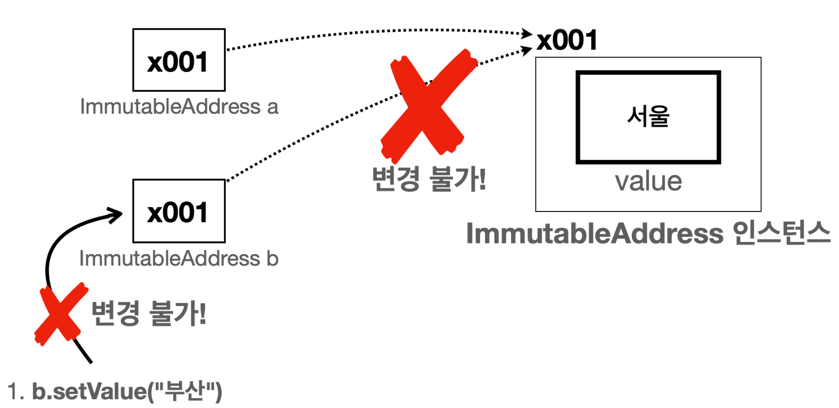 x001
ImmutableAddress a
x001
서울
value
ImmutableAddress 인스턴스
변경 불가!
x001
ImmutableAddress b
변경 불가!
1. b.setValue("부산")